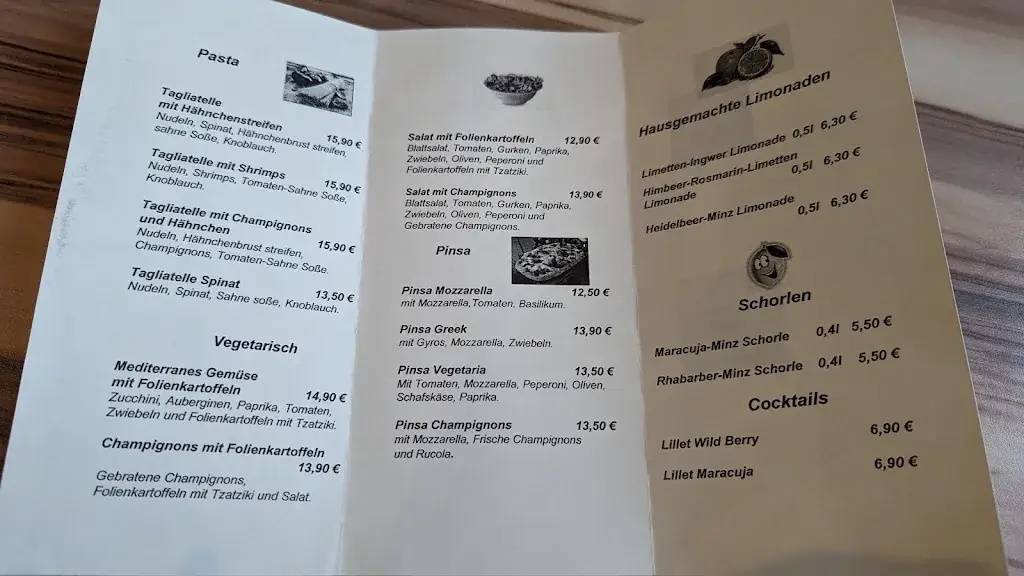 Pasta
Tagliatelle
mit Hähnchenstreifen 15,90 €
Nudeln, Spinat, Hähnchenbrust streifen,
sahne Soße, Knoblauch.
Tagliatelle mit Shrimps 15,90 €
Nudeln, Shrimps, Tomaten-Sahne Soße,
Knoblauch.
Tagliatelle mit Champignons
und Hähnchen 15,90 €
Nudeln, Hähnchenbrust streifen,
Champignons, Tomaten-Sahne Soße.
Tagliatelle Spinat 13,50 €
Nudeln, Spinat, Sahne soße, Knoblauch.
Vegetarisch
Mediterranes Gemüse
mit Folienkartoffeln 14,90 €
Zucchini, Auberginen, Paprika, Tomaten,
Zwiebeln und Folienkartoffeln mit Tzatziki.
Champignons mit Folienkartoffeln
13,90 €
Gebratene Champignons,
Folienkartoffeln mit Tzatziki und Salat.
Salat mit Folienkartoffeln 12,90 €
Blattsalat, Tomaten, Gurken, Paprika,
Zwiebeln, Oliven, Peperoni und
Folienkartoffeln mit Tzatziki.
Salat mit Champignons 13,90 €
Blattsalat, Tomaten, Gurken, Paprika,
Zwiebeln, Oliven, Peperoni und
Gebratene Champignons.
Pinsa
Pinsa Mozzarella 12,50 €
mit Mozzarella,Tomaten, Basilikum.
Pinsa Greek 13,90 €
mit Gyros, Mozzarella, Zwiebeln.
Pinsa Vegetaria 13,50 €
Mit Tomaten, Mozzarella, Peperoni, Oliven,
Schafskäse, Paprika.
Pinsa Champignons 13,50 €
mit Mozzarella, Frische Champignons
und Rucola.
Hausgemachte Limonaden
Limetten-Ingwer Limonade 0,5l 6,30 €
Himbeer-Rosmarin-Limetten
Limonade 0,5l 6,30 €
Heidelbeer-Minz Limonade 0,5l 6,30 €
Schorlen
Maracuja-Minz Schorle 0,4l 5,50 €
Rhabarber-Minz Schorle 0,4l 5,50 €
Cocktails
Lillet Wild Berry 6,90 €
Lillet Maracuja 6,90 €